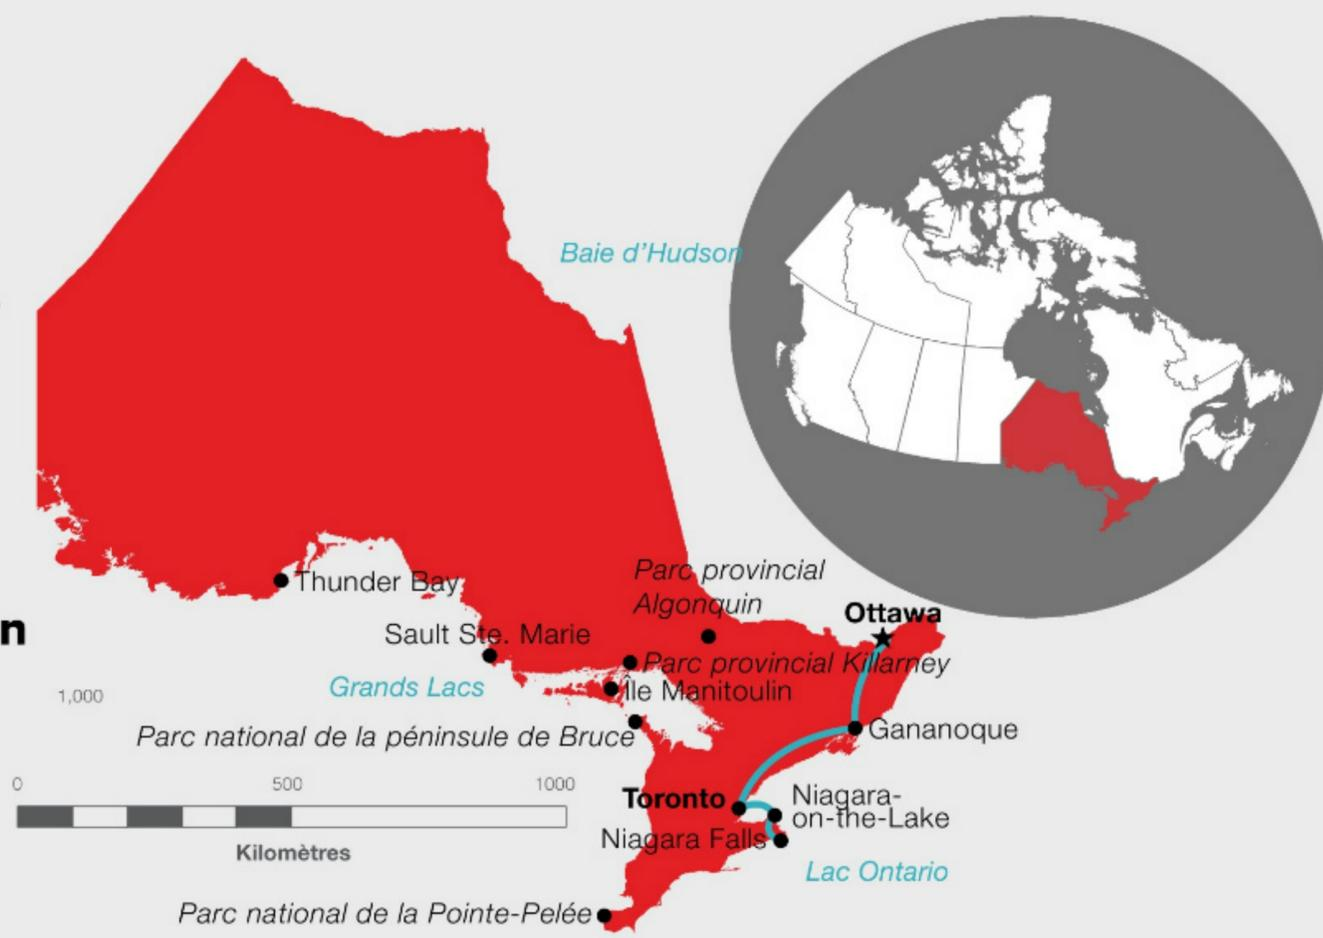 Baie d'Hudson
Parc provincial
Algonquin
Thunder Bay
Ottawa
n
Sault Ste. Marie
Parc provincial Killarney
Grands Lacs
Île Manitoulin
1,000
Parc national de la péninsule de Bruce
Gananoque
0 500 1000
Toronto
Niagara-
on-the-Lake
Niagara Falls
Kilomètres
Lac Ontario
Parc national de la Pointe-Pelée